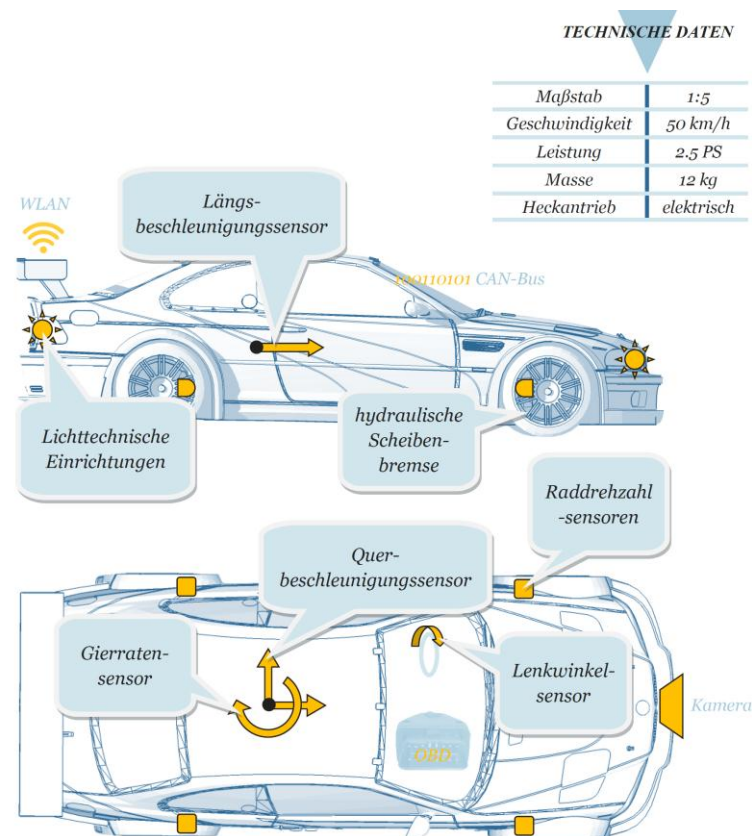 TECHNISCHE DATEN
Maßstab 1:5
Geschwindigkeit 50 km/h
Leistung 2.5 PS
Masse 12 kg
Heckantrieb elektrisch
WLAN
Längs-
beschleunigungssensor
100110101 CAN-Bus
Lichttechnische
Einrichtungen
hydraulische
Scheiben-
bremse
Raddrehzahl
-sensoren
Quer-
beschleunigungssensor
Gierraten-
sensor
Lenkwinkel-
sensor
Kamera
OBD